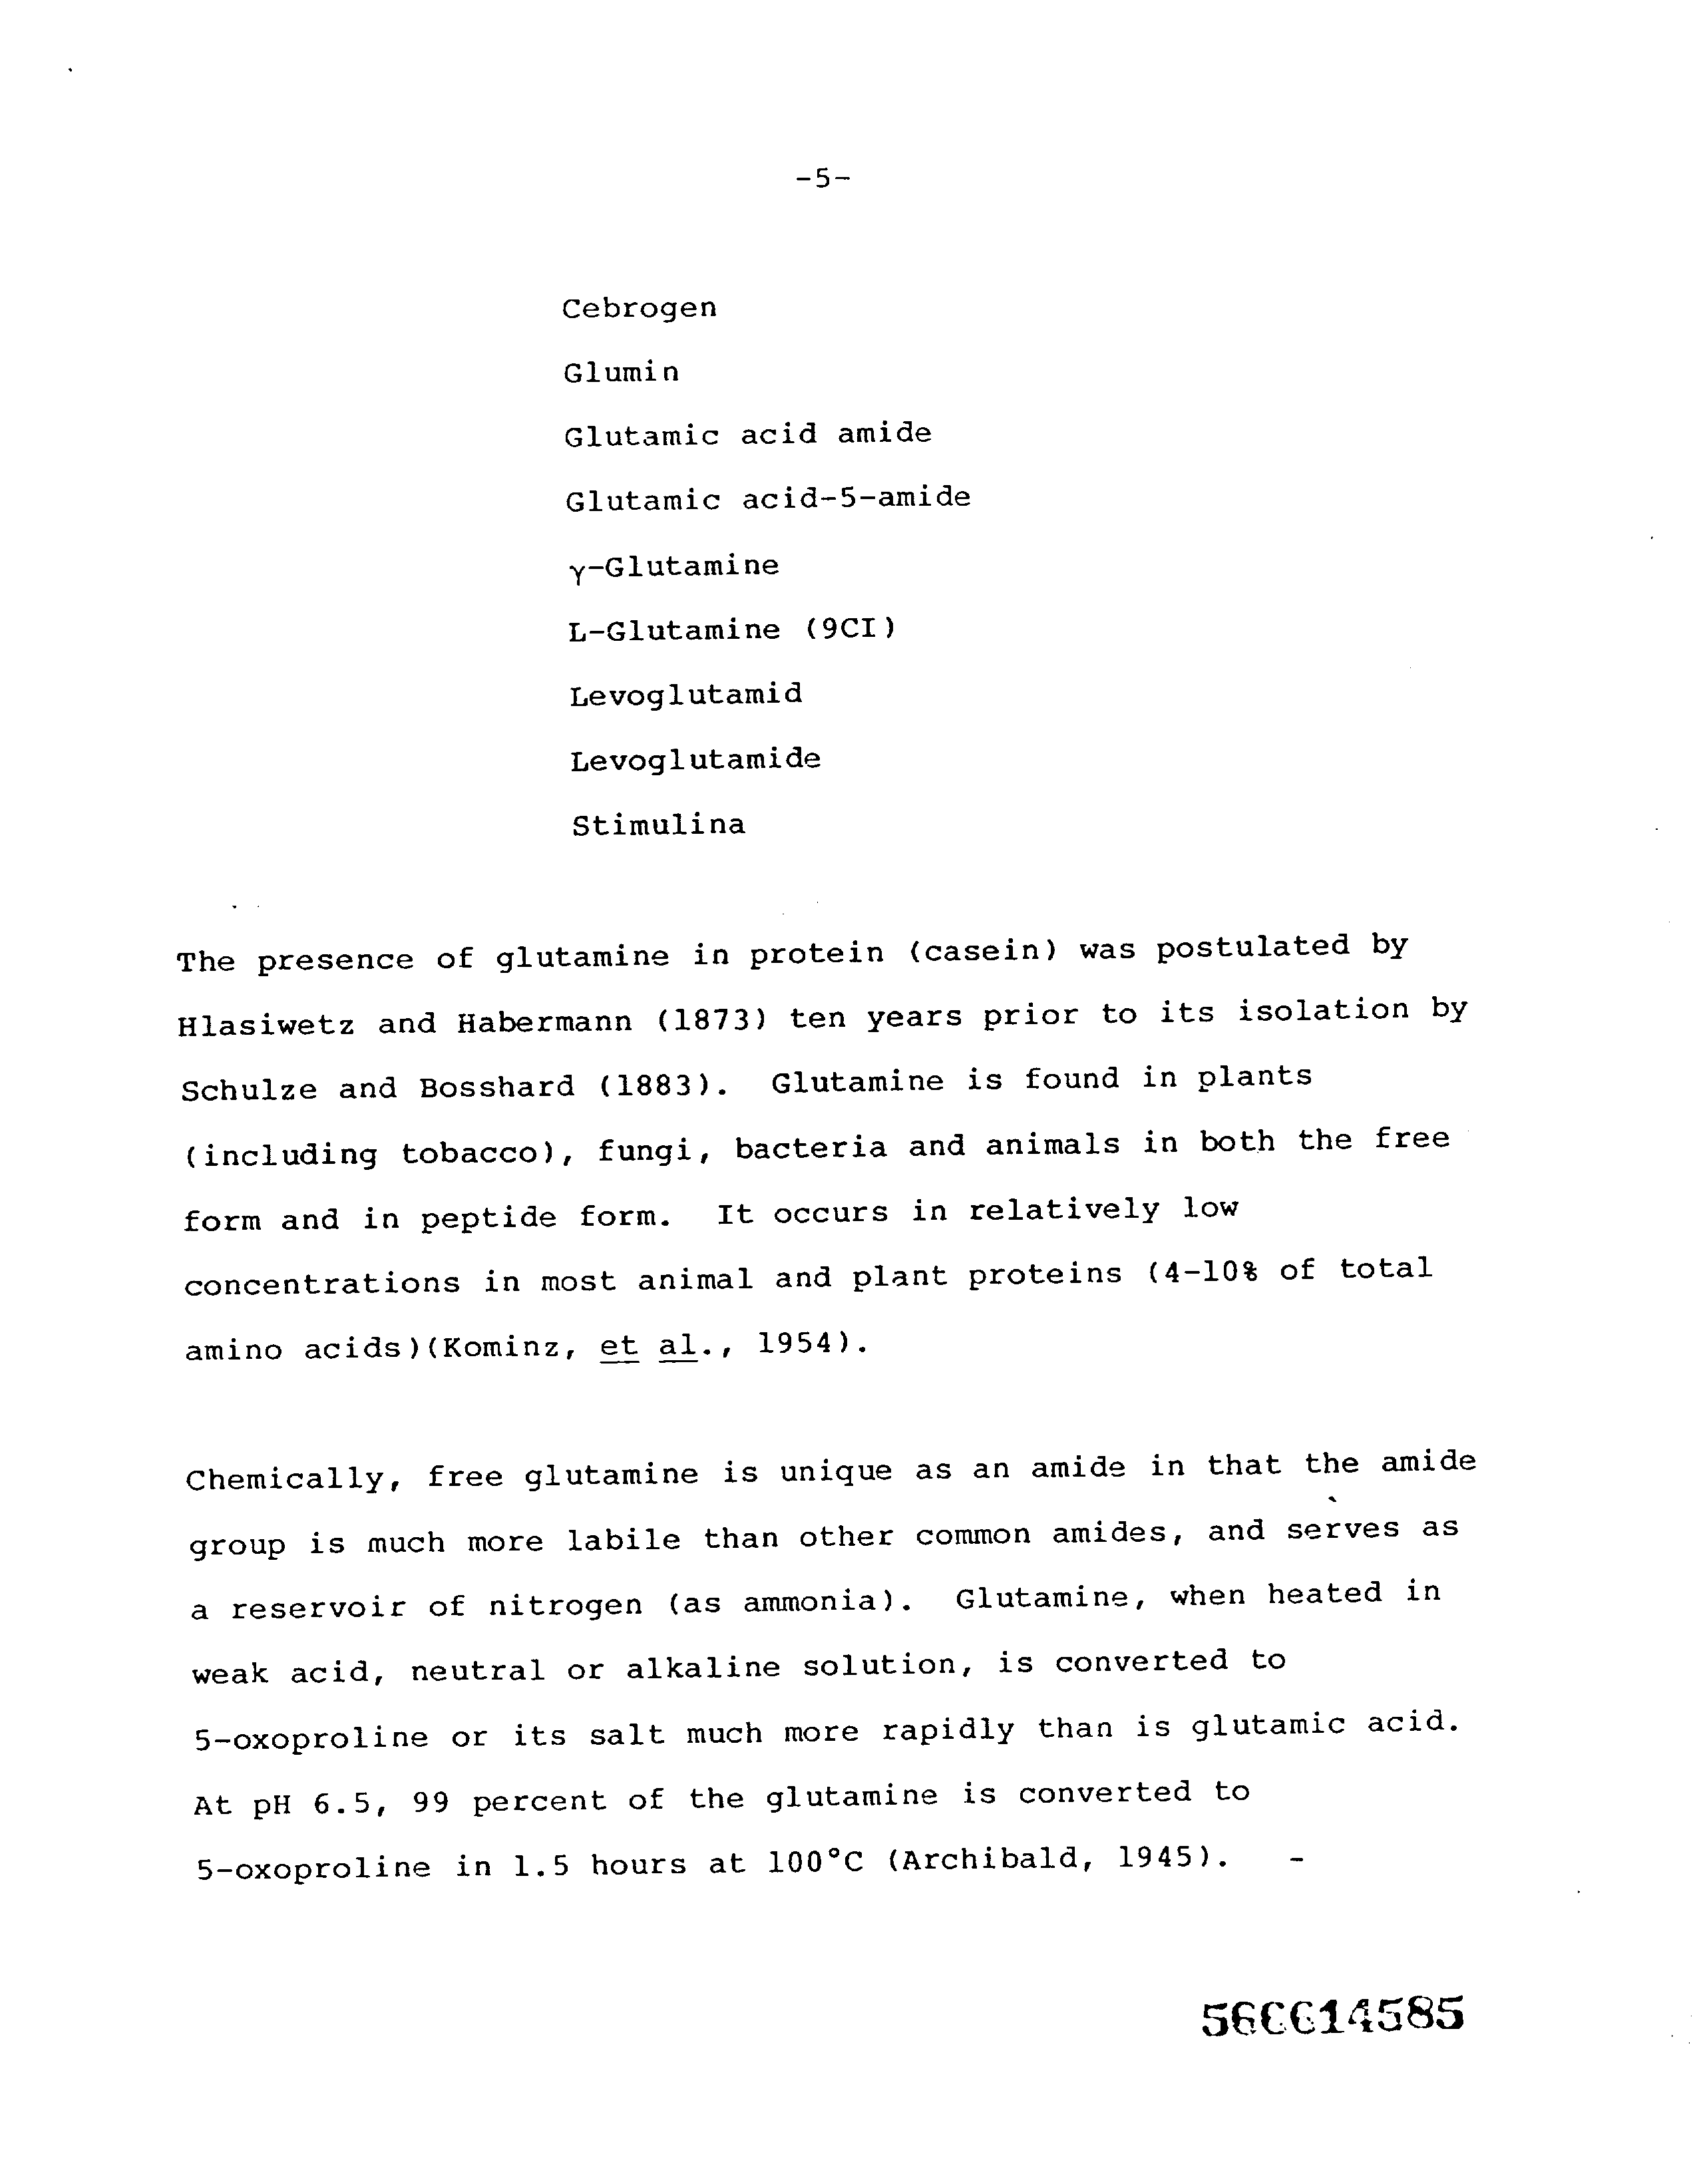 -5-
Cebrogen
Glumin
Glutamic acid amide
Glutamic acid-5-amide
γ-Glutamine
L-Glutamine (9CI)
Levoglutamid
Levoglutamide
Stimulina
The presence of glutamine in protein (casein) was postulated by
Hlasiwetz and Habermann (1873) ten years prior to its isolation by
Schulze and Bosshard (1883).  Glutamine is found in plants
(including tobacco), fungi, bacteria and animals in both the free
form and in peptide form.  It occurs in relatively low
concentrations in most animal and plant proteins (4-10% of total
amino acids)(Kominz, et al., 1954).
Chemically, free glutamine is unique as an amide in that the amide
group is much more labile than other common amides, and serves as
a reservoir of nitrogen (as ammonia).  Glutamine, when heated in
weak acid, neutral or alkaline solution, is converted to
5-oxoproline or its salt much more rapidly than is glutamic acid.
At pH 6.5, 99 percent of the glutamine is converted to
5-oxoproline in 1.5 hours at 100°C (Archibald, 1945).  -